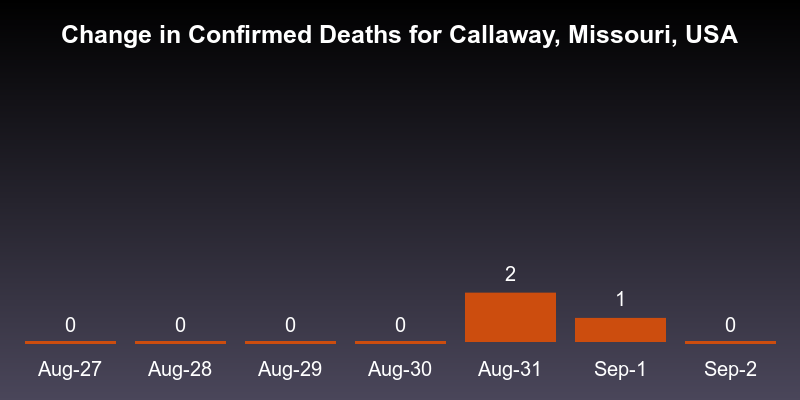 Change in Confirmed Deaths for Callaway, Missouri, USA
0 0 0 0 2 1 0
Aug-27 Aug-28 Aug-29 Aug-30 Aug-31 Sep-1 Sep-2